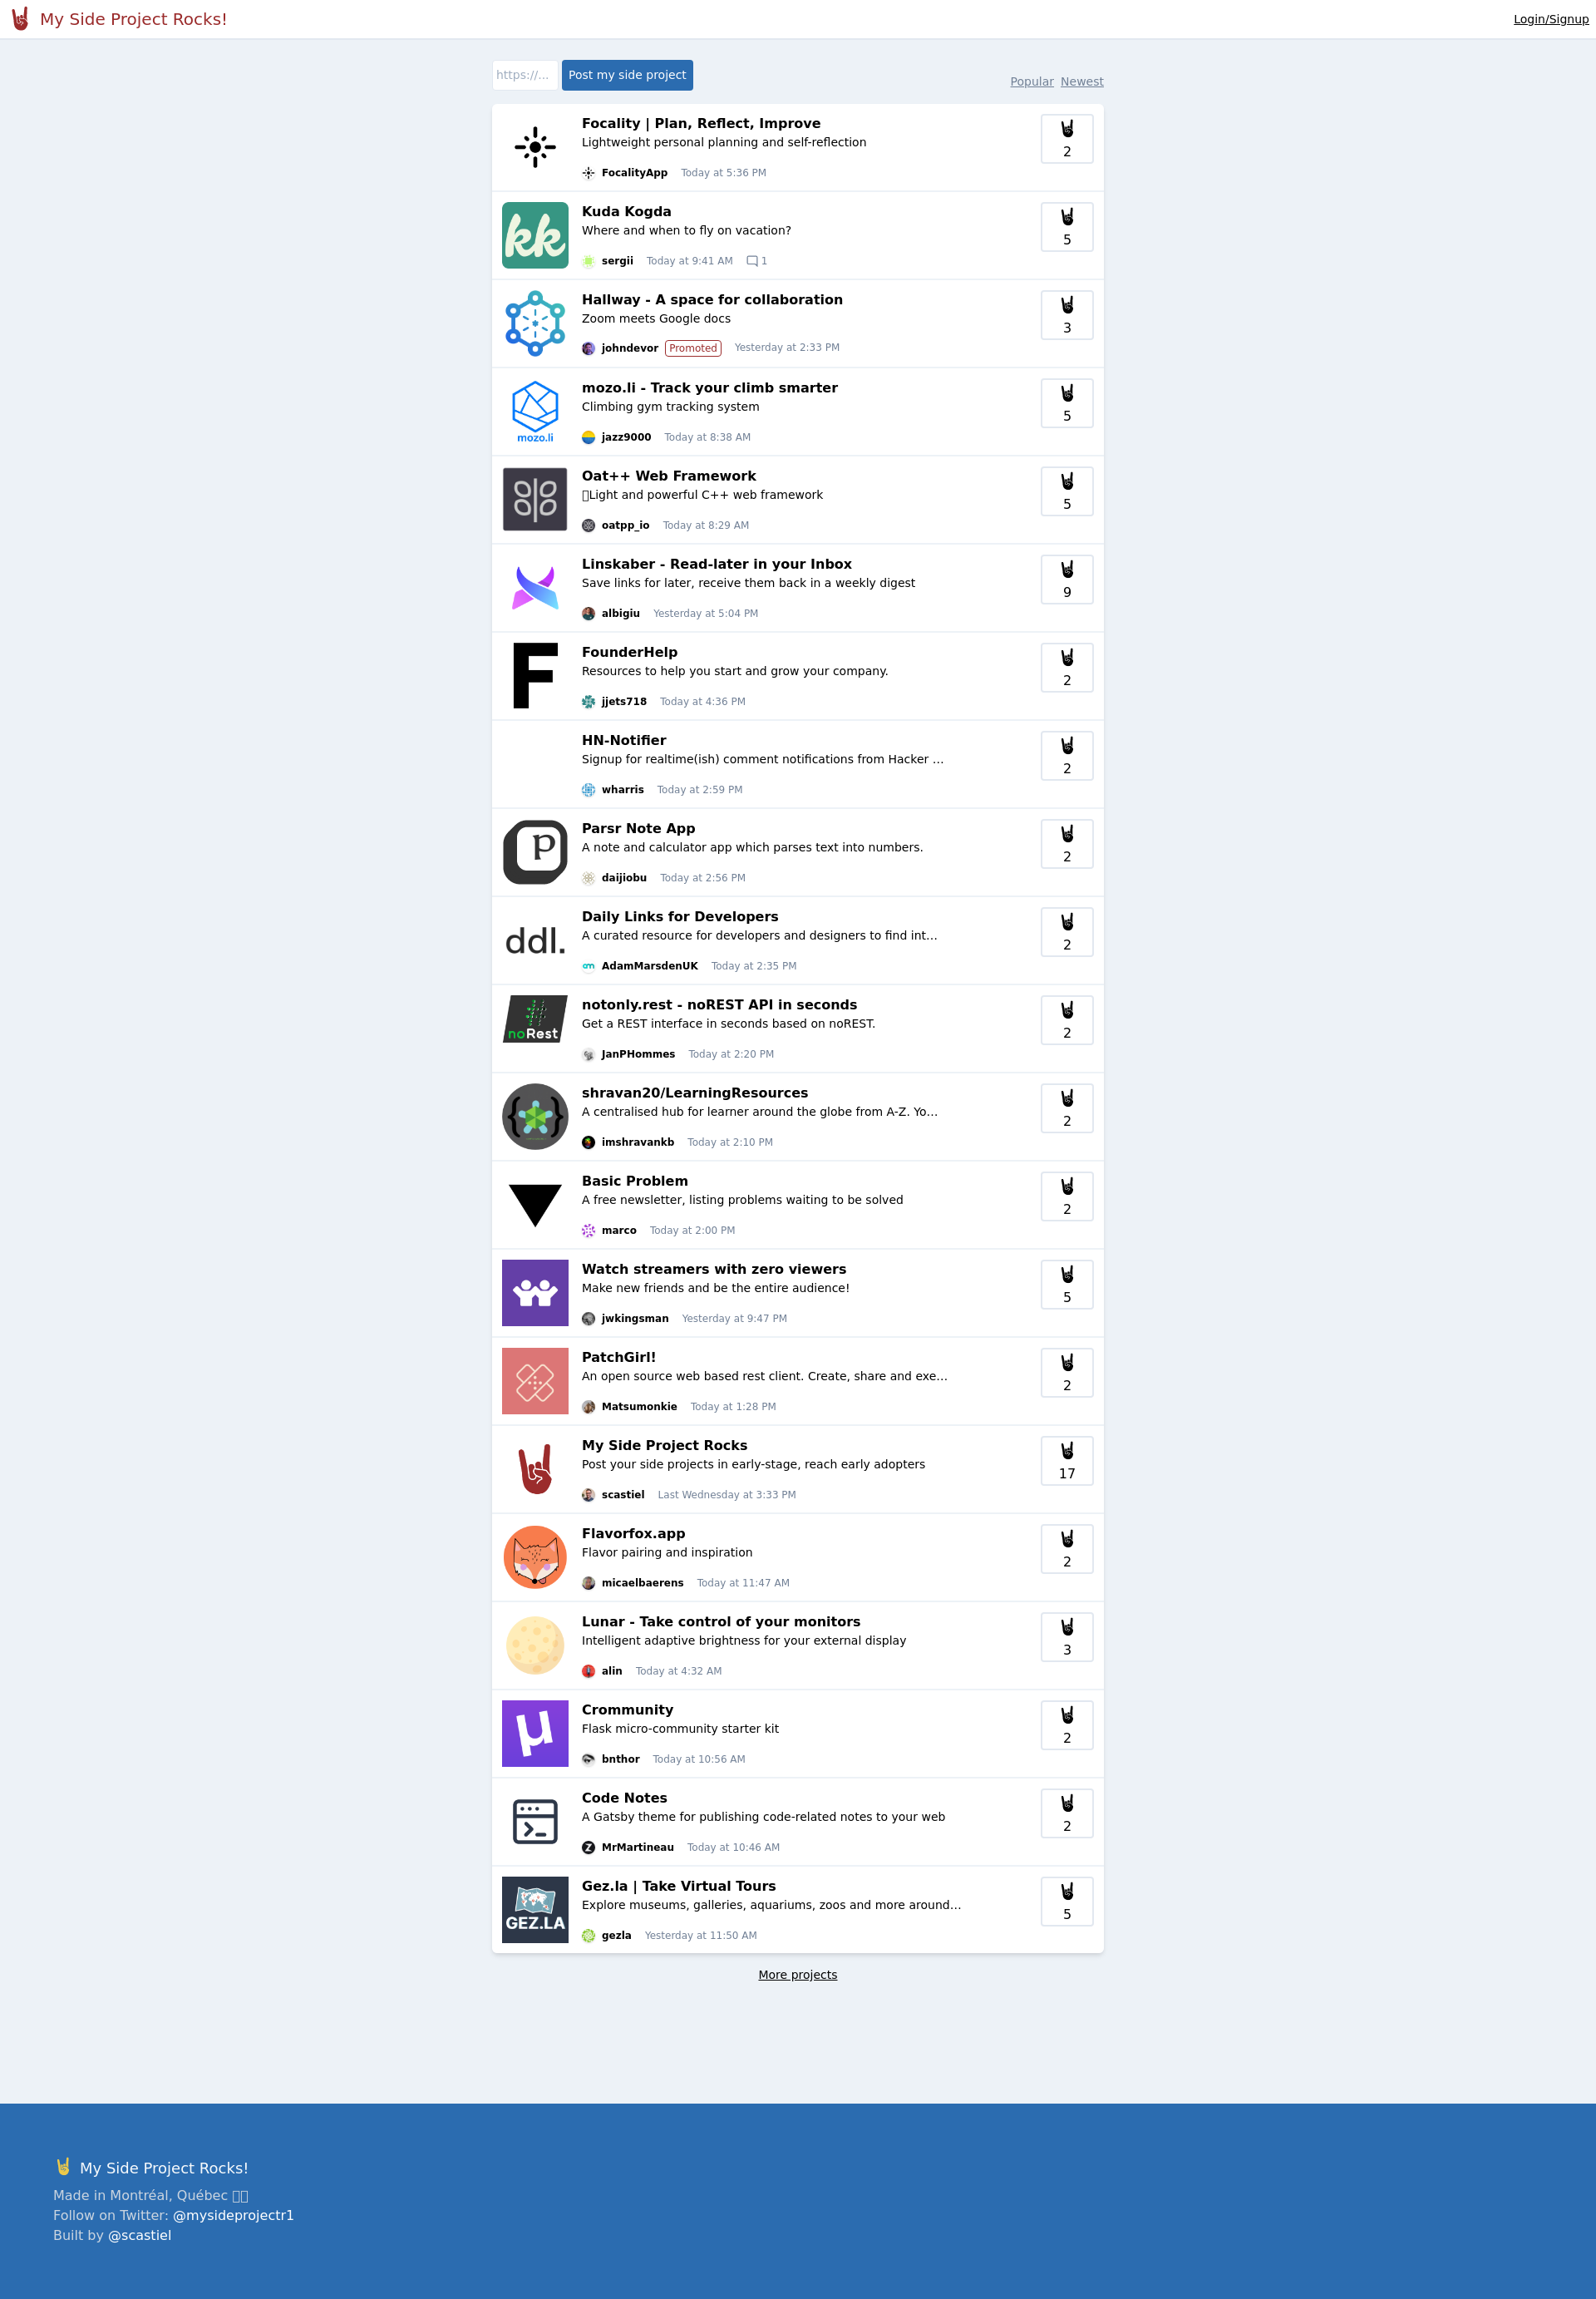 My Side Project Rocks!
Login/Signup
https://...
Post my side project
Popular Newest
Focality | Plan, Reflect, Improve
Lightweight personal planning and self-reflection
FocalityApp Today at 5:36 PM
2
kk
Kuda Kogda
Where and when to fly on vacation?
sergii Today at 9:41 AM 1
5
Hallway - A space for collaboration
Zoom meets Google docs
johndevor Promoted Yesterday at 2:33 PM
3
mozo.li
mozo.li - Track your climb smarter
Climbing gym tracking system
jazz9000 Today at 8:38 AM
5
Oat++ Web Framework
Light and powerful C++ web framework
oatpp_io Today at 8:29 AM
5
Linskaber - Read-later in your Inbox
Save links for later, receive them back in a weekly digest
albigiu Yesterday at 5:04 PM
9
F
FounderHelp
Resources to help you start and grow your company.
jjets718 Today at 4:36 PM
2
HN-Notifier
Signup for realtime(ish) comment notifications from Hacker …
wharris Today at 2:59 PM
2
p
Parsr Note App
A note and calculator app which parses text into numbers.
daijiobu Today at 2:56 PM
2
ddl.
Daily Links for Developers
A curated resource for developers and designers to find int…
AdamMarsdenUK Today at 2:35 PM
2
noRest
notonly.rest - noREST API in seconds
Get a REST interface in seconds based on noREST.
JanPHommes Today at 2:20 PM
2
shravan20/LearningResources
A centralised hub for learner around the globe from A-Z. Yo…
imshravankb Today at 2:10 PM
2
Basic Problem
A free newsletter, listing problems waiting to be solved
marco Today at 2:00 PM
2
Watch streamers with zero viewers
Make new friends and be the entire audience!
jwkingsman Yesterday at 9:47 PM
5
PatchGirl!
An open source web based rest client. Create, share and exe…
Matsumonkie Today at 1:28 PM
2
My Side Project Rocks
Post your side projects in early-stage, reach early adopters
scastiel Last Wednesday at 3:33 PM
17
Flavorfox.app
Flavor pairing and inspiration
micaelbaerens Today at 11:47 AM
2
Lunar - Take control of your monitors
Intelligent adaptive brightness for your external display
alin Today at 4:32 AM
3
µ
Crommunity
Flask micro-community starter kit
bnthor Today at 10:56 AM
2
Code Notes
A Gatsby theme for publishing code-related notes to your web
Z MrMartineau Today at 10:46 AM
2
GEZ.LA
Gez.la | Take Virtual Tours
Explore museums, galleries, aquariums, zoos and more around…
gezla Yesterday at 11:50 AM
5
More projects
My Side Project Rocks!
Made in Montréal, Québec
Follow on Twitter: @mysideprojectr1
Built by @scastiel